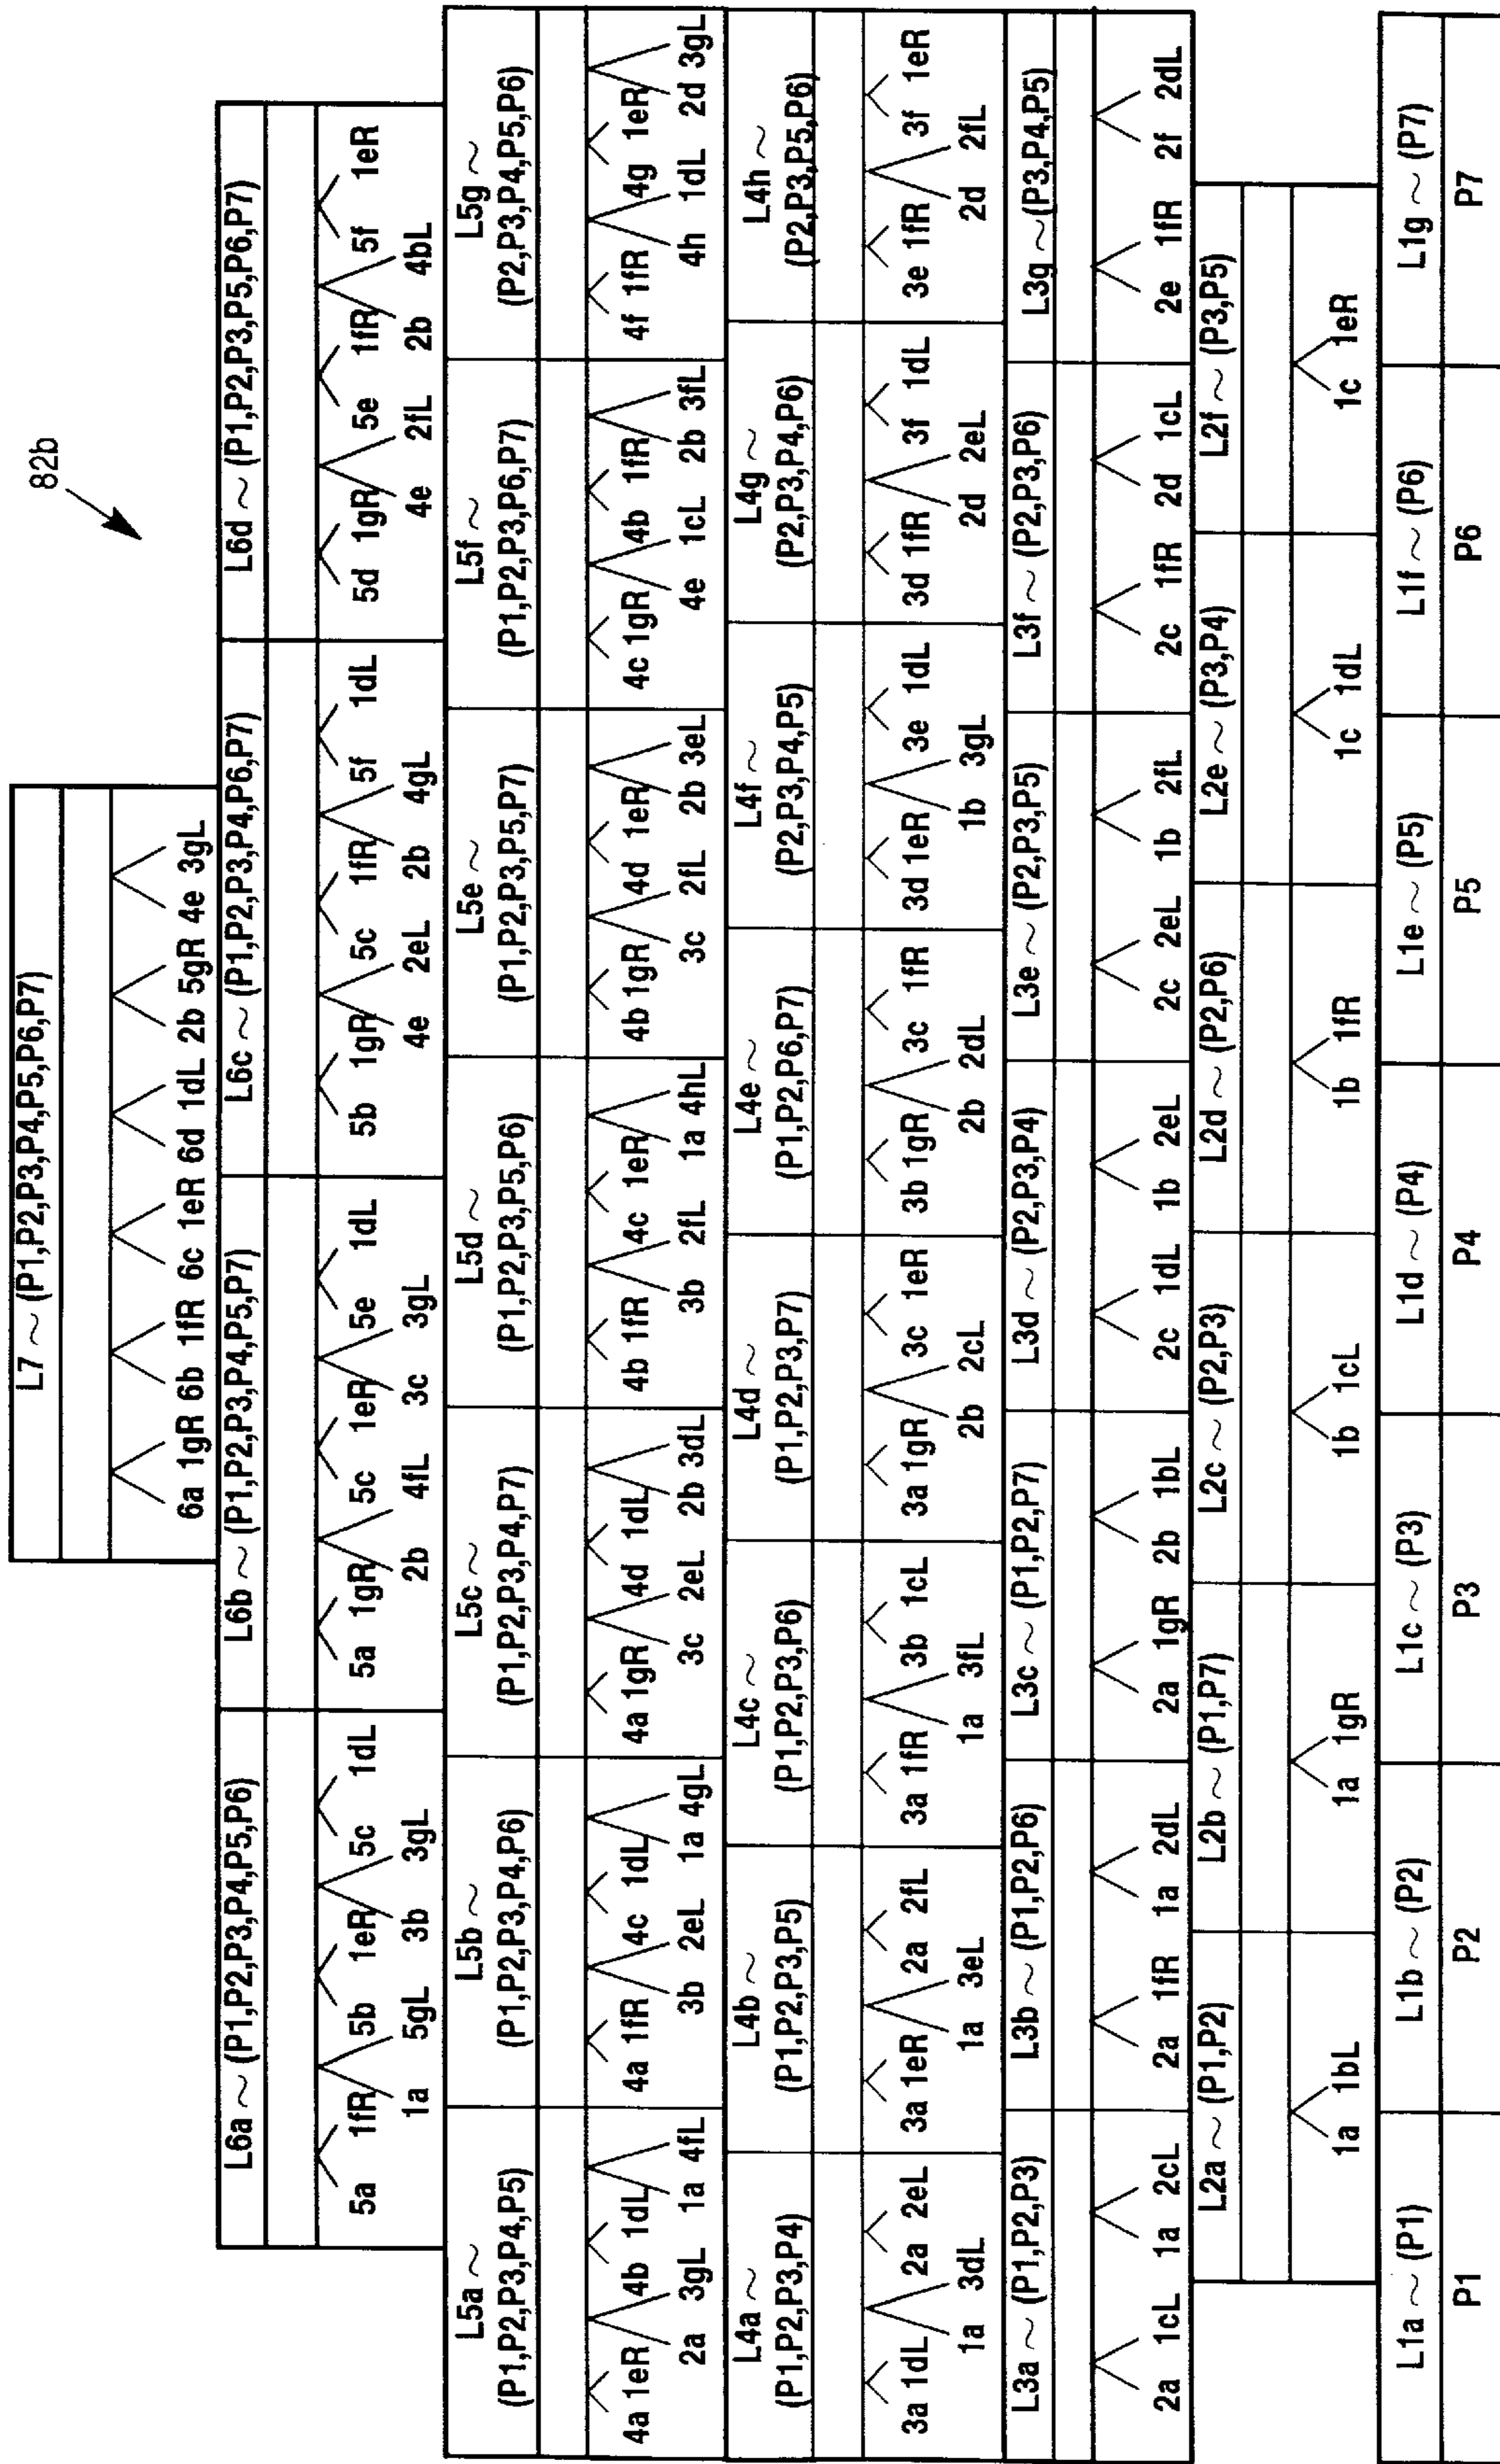 82b
L7 ~ (P1,P2,P3,P4,P5,P6,P7)
6a 1gR 6b 1fR 6c 1eR 6d 1dL 2b 5gR 4e 3gL
L6a ~ (P1,P2,P3,P4,P5,P6) L6b ~ (P1,P2,P3,P4,P5,P7) L6c ~ (P1,P2,P3,P4,P6,P7) L6d ~ (P1,P2,P3,P5,P6,P7)
5a 1fR 5b 1eR 5c 1dL 5a 1gR 5c 1eR 5e 1dL 5b 1gR 5c 1fR 5f 1dL 5d 1gR 5e 1fR 5f 1eR
1a 5gL 3b 3gL 2b 4fL 3c 3gL 4e 2eL 2b 4gL 4e 2fL 2b 4bL
L5a ~ L5b ~ L5c ~ L5d ~ L5e ~ L5f ~ L5g ~
(P1,P2,P3,P4,P5) (P1,P2,P3,P4,P6) (P1,P2,P3,P4,P7) (P1,P2,P3,P5,P6) (P1,P2,P3,P5,P7) (P1,P2,P3,P6,P7) (P2,P3,P4,P5,P6)
4a 1eR 4b 1dL 4a 1fR 4c 1dL 4a 1gR 4d 1dL 4b 1fR 4c 1eR 4b 1gR 4d 1eR 4c 1gR 4b 1fR 4f 1fR 4g 1eR
2a 3gL 1a 4fL 3b 2eL 1a 4gL 3c 2eL 2b 3dL 3b 2fL 1a 4hL 3c 2fL 2b 3eL 4e 1cL 2b 3fL 4h 1dL 2d 3gL
L4a ~ L4b ~ L4c ~ L4d ~ L4e ~ L4f ~ L4g ~ L4h ~
(P1,P2,P3,P4) (P1,P2,P3,P5) (P1,P2,P3,P6) (P1,P2,P3,P7) (P1,P2,P6,P7) (P2,P3,P4,P5) (P2,P3,P4,P6) (P2,P3,P5,P6)
3a 1dL 2a 2eL 3a 1eR 2a 2fL 3a 1fR 3b 1cL 3a 1gR 3c 1eR 3b 1gR 3c 1fR 3d 1eR 3e 1dL 3d 1fR 3f 1dL 3e 1fR 3f 1eR
1a 3dL 1a 3eL 1a 3fL 2b 2cL 2b 2dL 1b 3gL 2d 2eL 2d 2fL
L3a ~ (P1,P2,P3) L3b ~ (P1,P2,P6) L3c ~ (P1,P2,P7) L3d ~ (P2,P3,P4) L3e ~ (P2,P3,P5) L3f ~ (P2,P3,P6) L3g ~ (P3,P4,P5)
2a 1cL 1a 2cL 2a 1fR 1a 2dL 2a 1gR 2b 1bL 2c 1dL 1b 2eL 2c 2eL 1b 2fL 2c 1fR 2d 1cL 2e 1fR 2f 2dL
L2a ~ (P1,P2) L2b ~ (P1,P7) L2c ~ (P2,P3) L2d ~ (P2,P6) L2e ~ (P3,P4) L2f ~ (P3,P5)
1a 1bL 1a 1gR 1b 1cL 1b 1fR 1c 1dL 1c 1eR
L1a ~ (P1) L1b ~ (P2) L1c ~ (P3) L1d ~ (P4) L1e ~ (P5) L1f ~ (P6) L1g ~ (P7)
P1 P2 P3 P4 P5 P6 P7